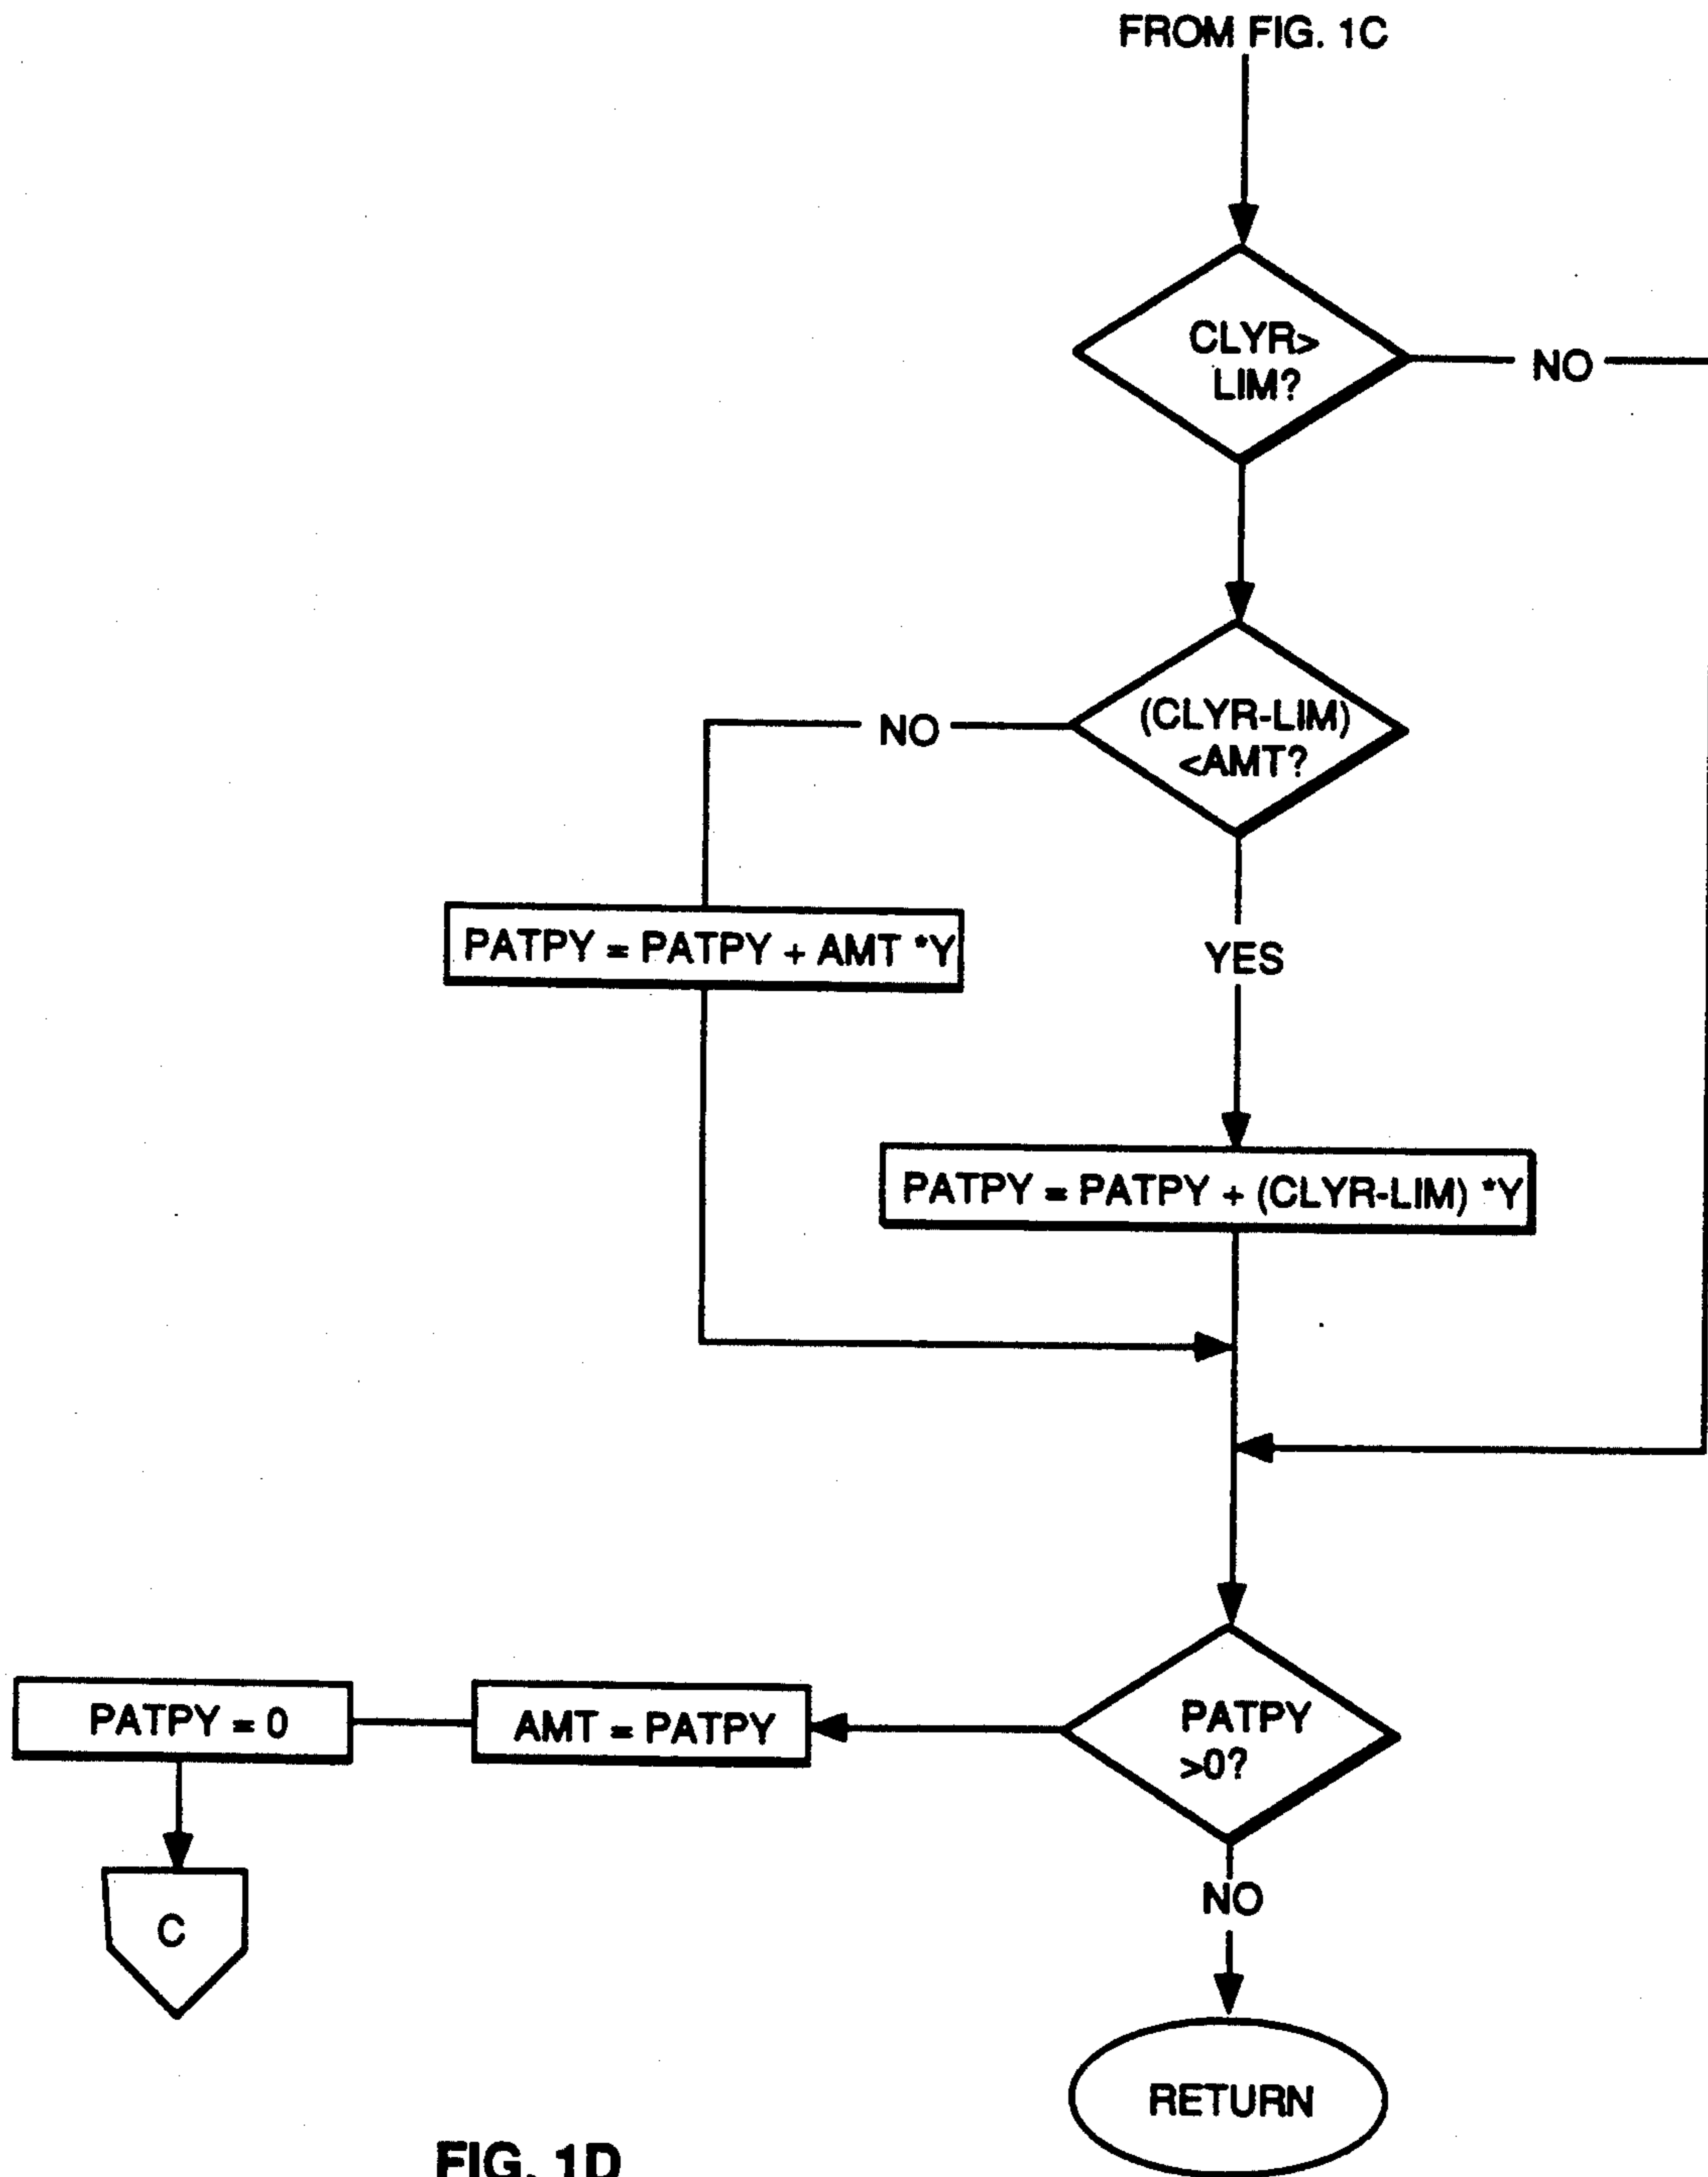 FROM FIG. 1C
CLYR>
LIM?
NO
(CLYR-LIM)
<AMT?
NO
PATPY = PATPY + AMT *Y
YES
PATPY = PATPY + (CLYR-LIM) *Y
PATPY
>0?
AMT = PATPY
PATPY = 0
C
NO
RETURN
FIG. 1D